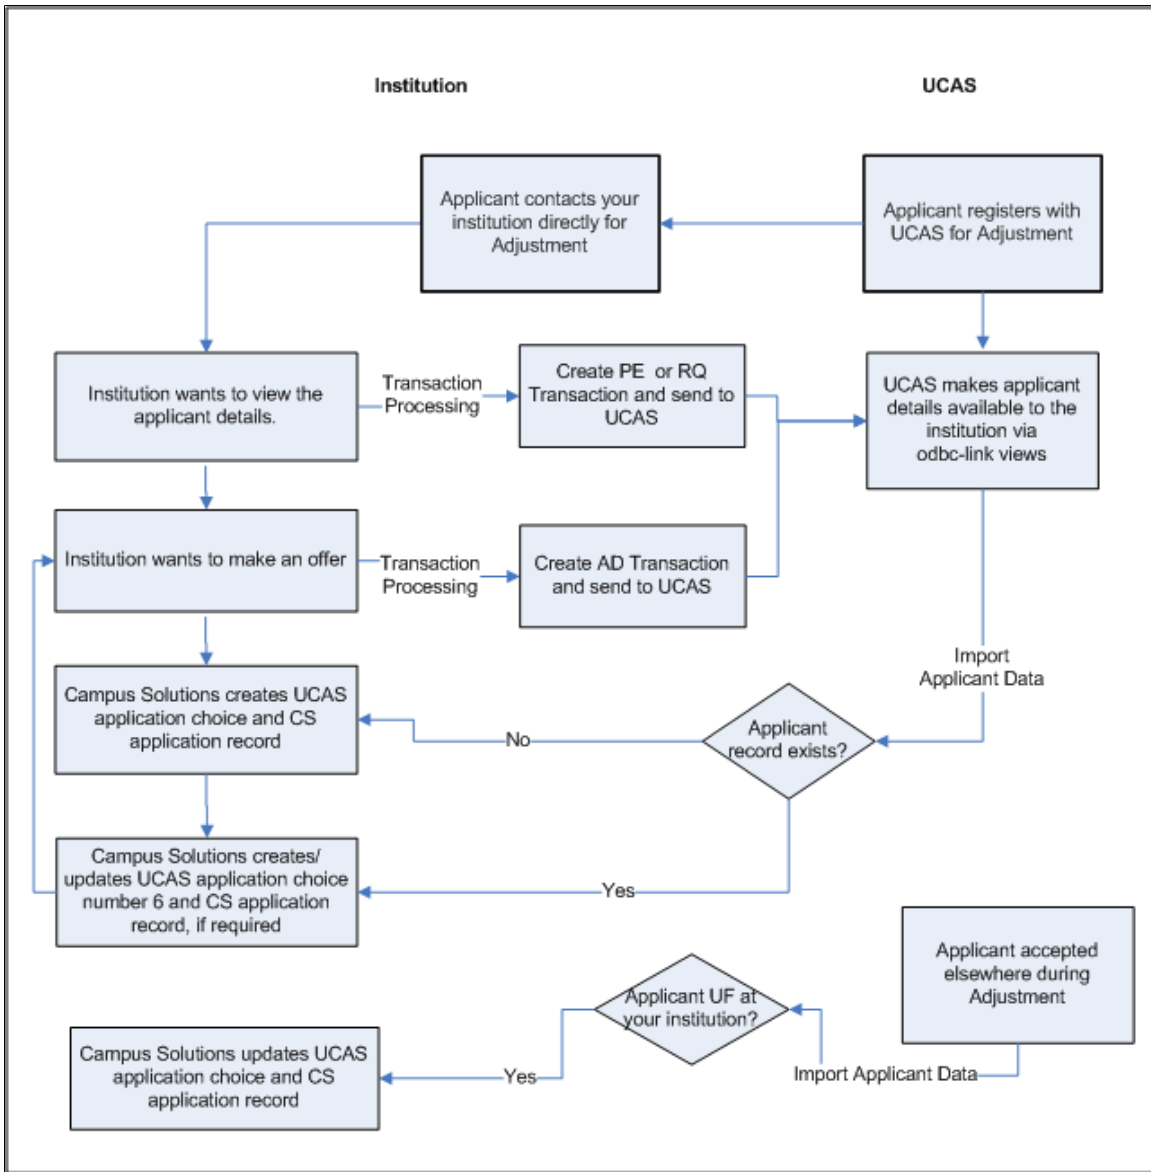 Institution
UCAS
Applicant contacts your
institution directly for
Adjustment
Applicant registers with
UCAS for Adjustment
Institution wants to view the
applicant details.
Transaction
Processing
Create PE or RQ
Transaction and send to
UCAS
UCAS makes applicant
details available to the
institution via
odbc-link views
Institution wants to make an offer
Transaction
Processing
Create AD Transaction
and send to UCAS
Import
Applicant Data
Campus Solutions creates UCAS
application choice and CS
application record
No
Applicant
record exists?
Campus Solutions creates/
updates UCAS application choice
number 6 and CS application
record, if required
Yes
Applicant accepted
elsewhere during
Adjustment
Applicant UF at
your institution?
Campus Solutions updates UCAS
application choice and CS
application record
Yes
Import Applicant Data